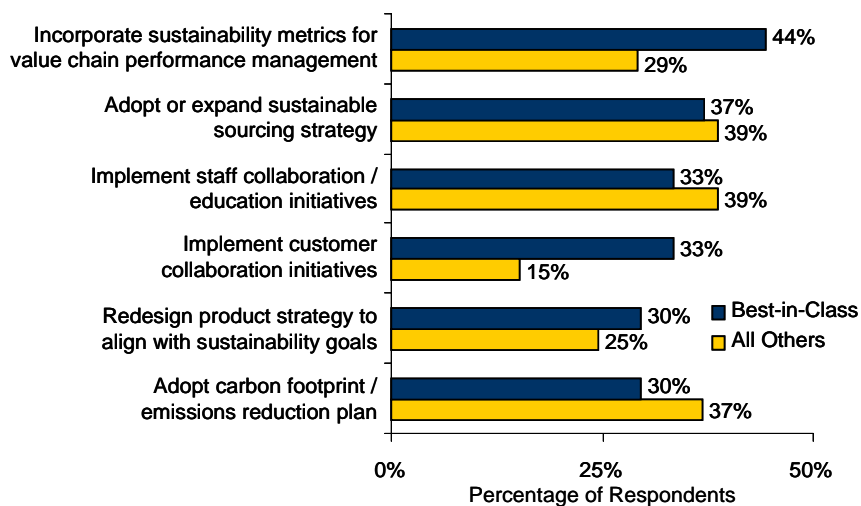 Incorporate sustainability metrics for
value chain performance management
44%
29%
Adopt or expand sustainable
sourcing strategy
37%
39%
Implement staff collaboration /
education initiatives
33%
39%
Implement customer
collaboration initiatives
33%
15%
Redesign product strategy to
align with sustainability goals
30%
25%
Best-in-Class
All Others
Adopt carbon footprint /
emissions reduction plan
30%
37%
0% 25% 50%
Percentage of Respondents